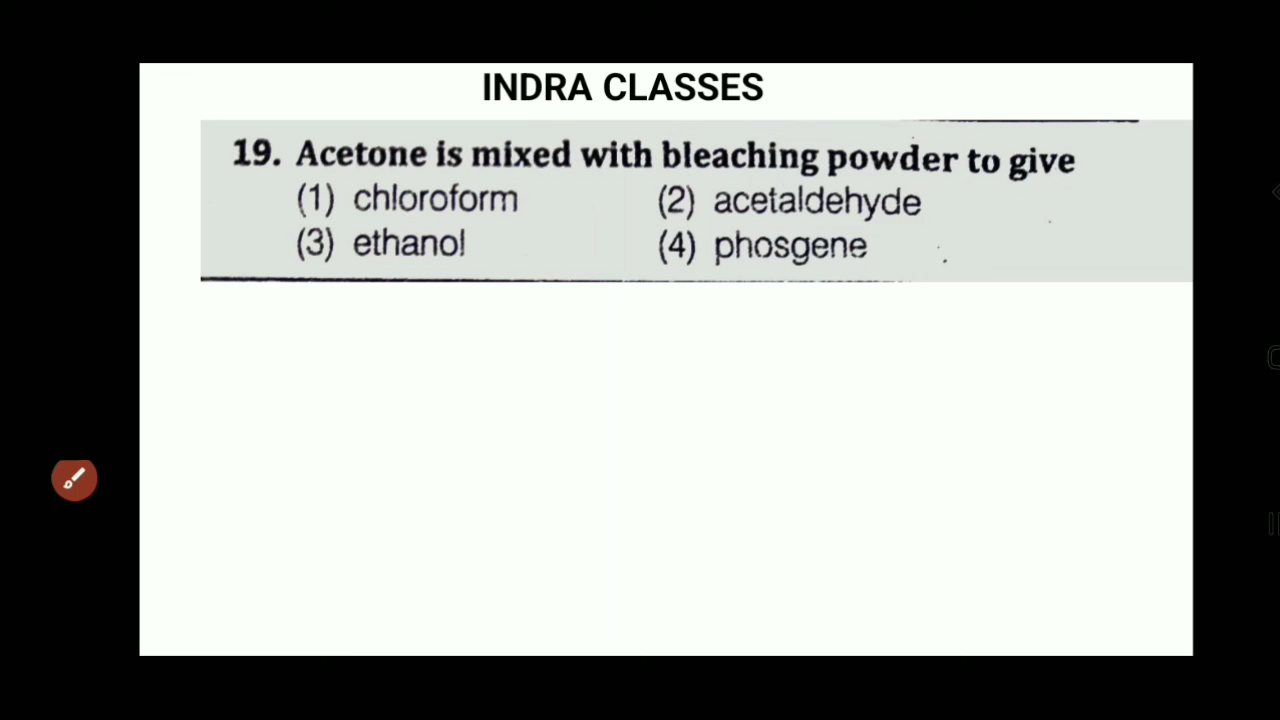 INDRA CLASSES
19. Acetone is mixed with bleaching powder to give
(1) chloroform (2) acetaldehyde
(3) ethanol (4) phosgene